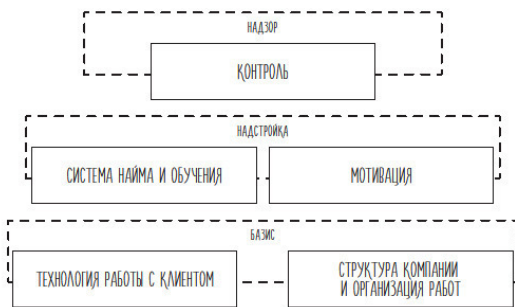 НАДЗОР
КОНТРОЛЬ
НАДСТРОЙКА
СИСТЕМА НАЙМА И ОБУЧЕНИЯ
МОТИВАЦИЯ
БАЗИС
ТЕХНОЛОГИЯ РАБОТЫ С КЛИЕНТОМ
СТРУКТУРА КОМПАНИИ
И ОРГАНИЗАЦИЯ РАБОТ